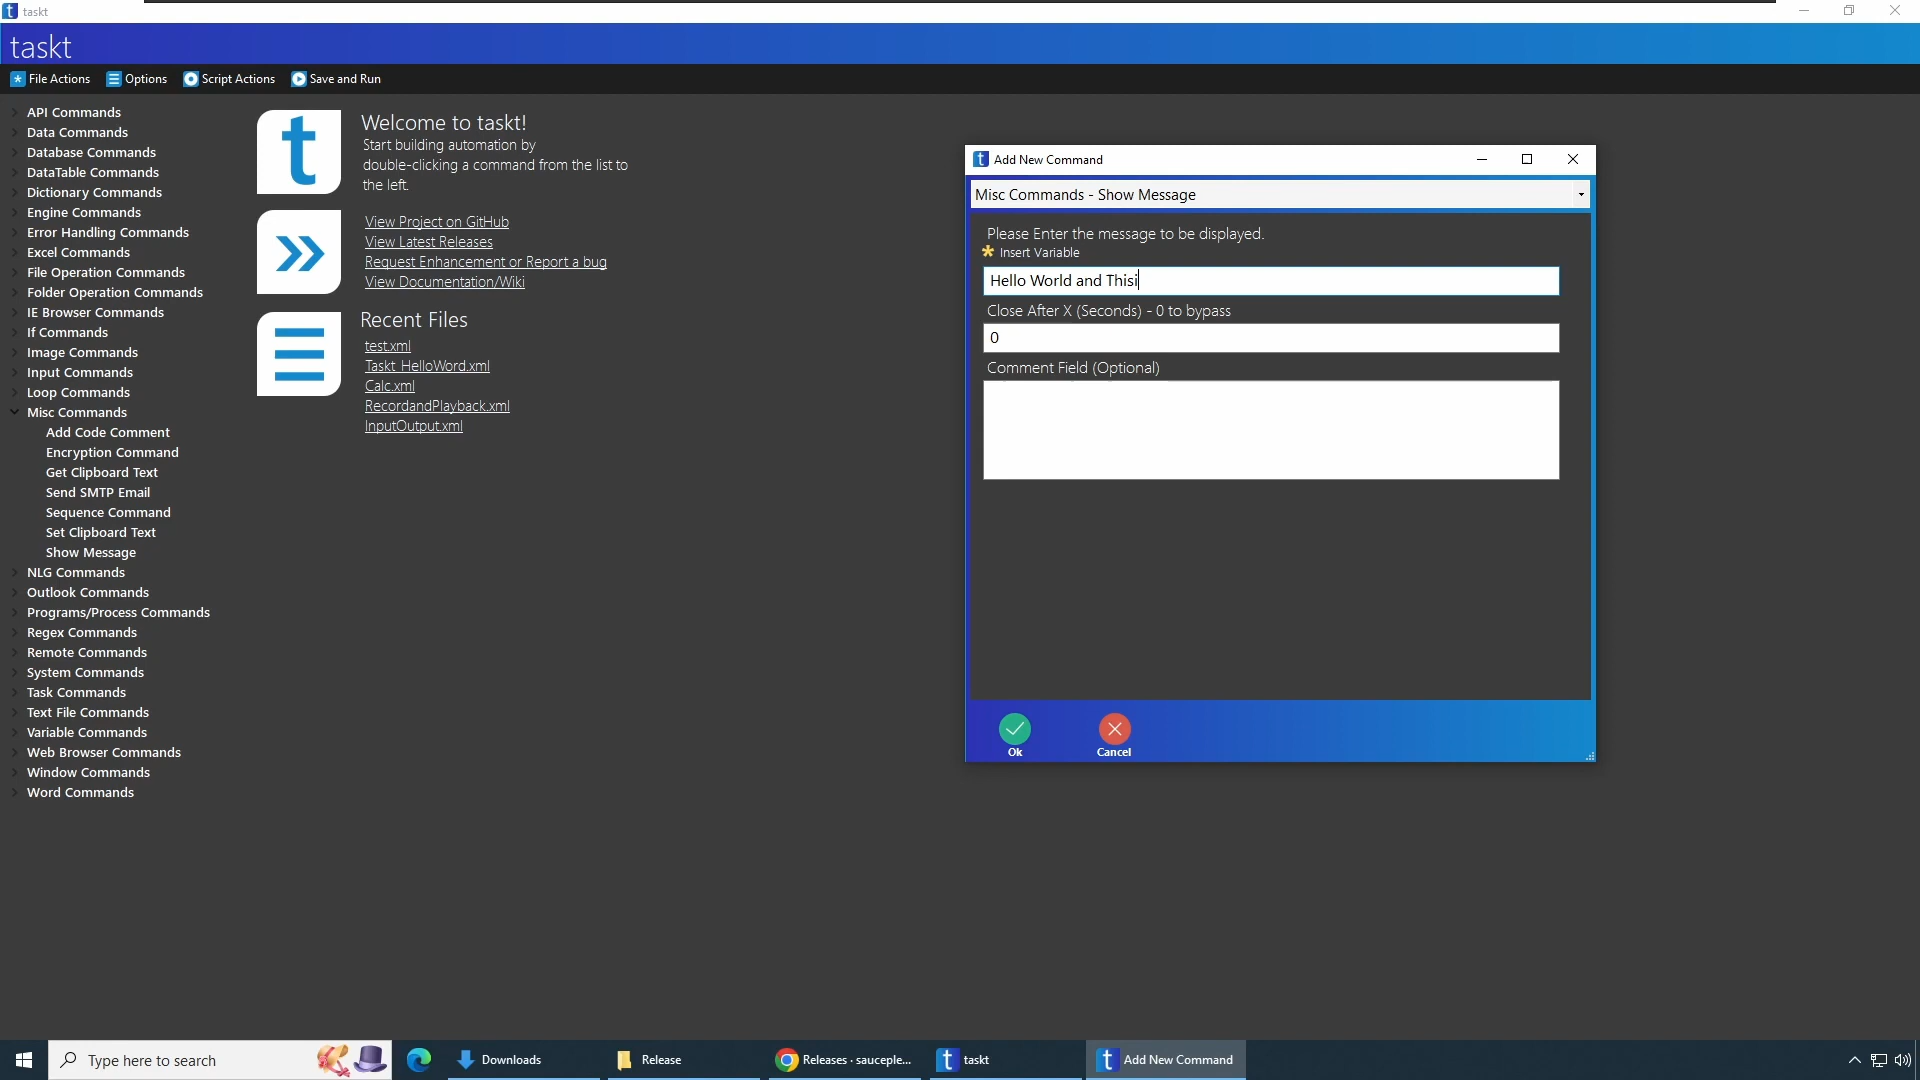 taskt
taskt
File Actions
Options
Script Actions
Save and Run
API Commands
Data Commands
Database Commands
DataTable Commands
Dictionary Commands
Engine Commands
Error Handling Commands
Excel Commands
File Operation Commands
Folder Operation Commands
IE Browser Commands
If Commands
Image Commands
Input Commands
Loop Commands
Misc Commands
Add Code Comment
Encryption Command
Get Clipboard Text
Send SMTP Email
Sequence Command
Set Clipboard Text
Show Message
NLG Commands
Outlook Commands
Programs/Process Commands
Regex Commands
Remote Commands
System Commands
Task Commands
Text File Commands
Variable Commands
Web Browser Commands
Window Commands
Word Commands
t
Welcome to taskt!
Start building automation by
double-clicking a command from the list to
the left.
View Project on GitHub
View Latest Releases
Request Enhancement or Report a bug
View Documentation/Wiki
Recent Files
test.xml
Taskt_HelloWord.xml
Calc.xml
RecordandPlayback.xml
InputOutput.xml
Add New Command
Misc Commands - Show Message
Please Enter the message to be displayed.
Insert Variable
Hello World and Thisi
Close After X (Seconds) - 0 to bypass
0
Comment Field (Optional)
Ok
Cancel
Type here to search
Downloads
Release
Releases · sauceple...
taskt
Add New Command